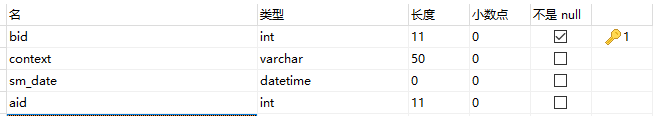 名 类型 长度 小数点 不是 null
bid int 11 0 1
context varchar 50 0
sm_date datetime 0 0
aid int 11 0